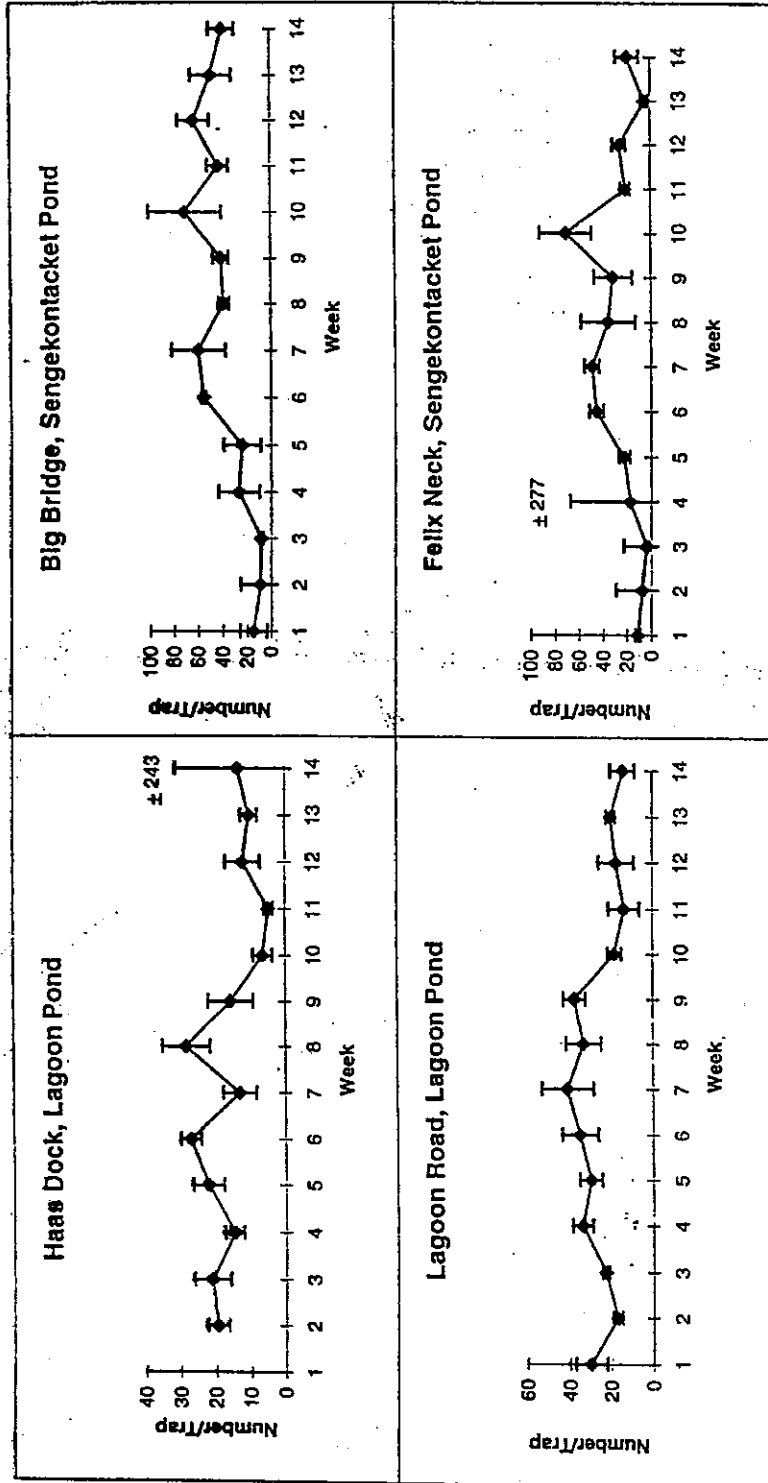 Haas Dock, Lagoon Pond
Number/Trap
40
30
20
10
0
± 243
1 2 3 4 5 6 7 8 9 10 11 12 13 14
Week
Big Bridge, Sengekontacket Pond
Number/Trap
100
80
60
40
20
0
1 2 3 4 5 6 7 8 9 10 11 12 13 14
Week
Lagoon Road, Lagoon Pond
Number/Trap
60
40
20
0
1 2 3 4 5 6 7 8 9 10 11 12 13 14
Week
Felix Neck, Sengekontacket Pond
Number/Trap
100
80
60
40
20
0
± 277
1 2 3 4 5 6 7 8 9 10 11 12 13 14
Week